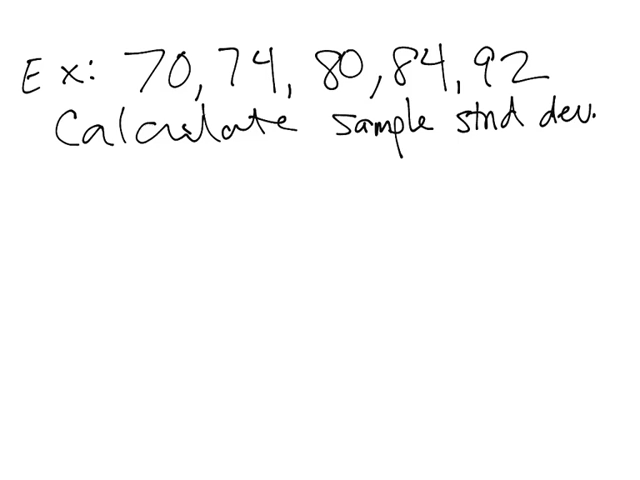 Ex: 70, 74, 80, 84, 92
Calculate sample stnd dev.